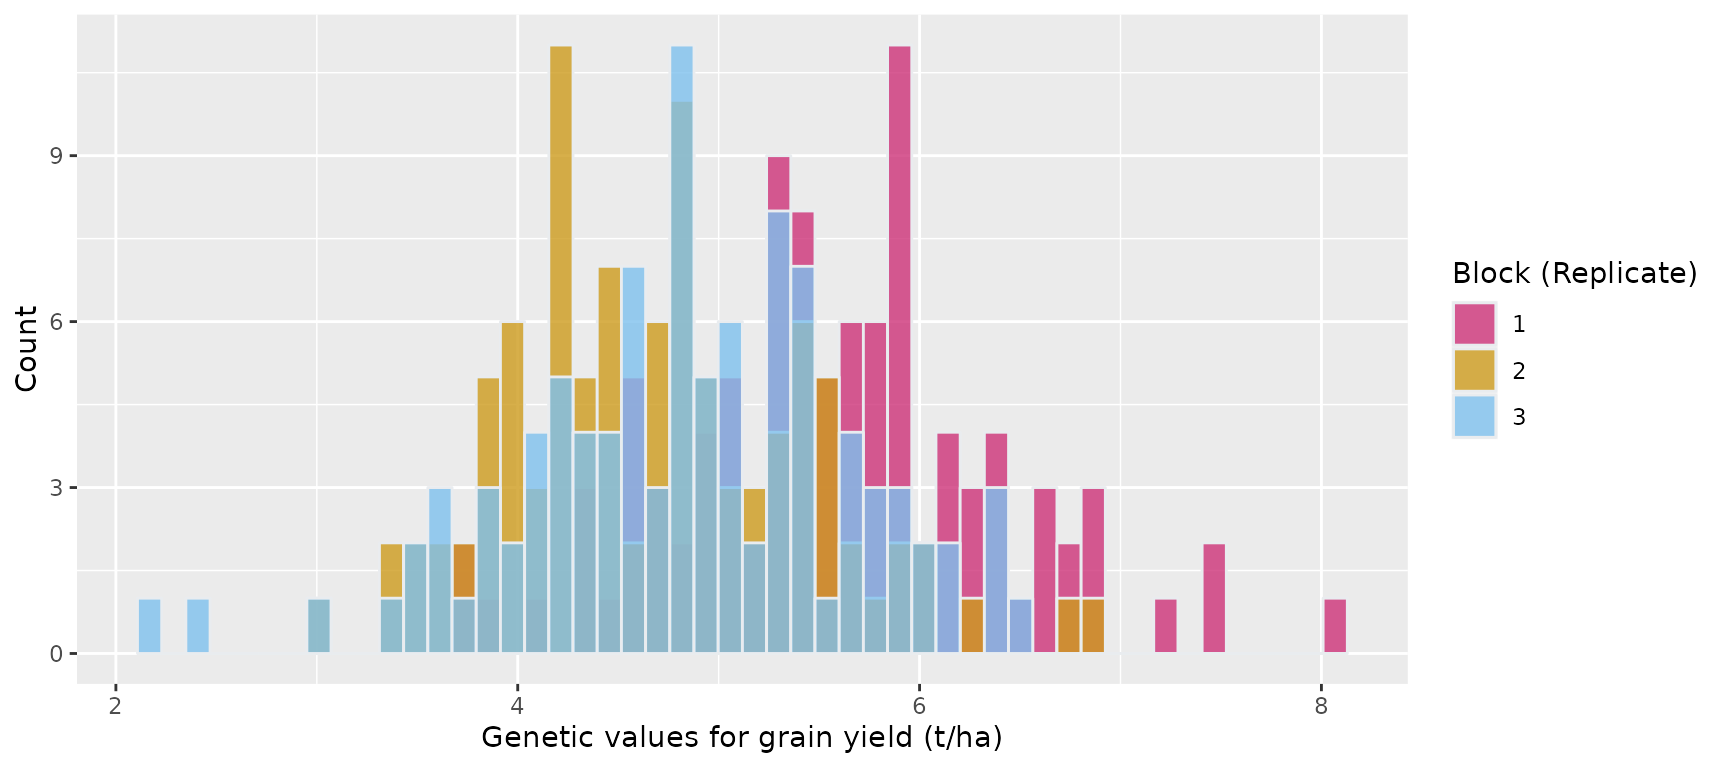 Count
9
6
3
0
2 4 6 8
Genetic values for grain yield (t/ha)
Block (Replicate)
1
2
3